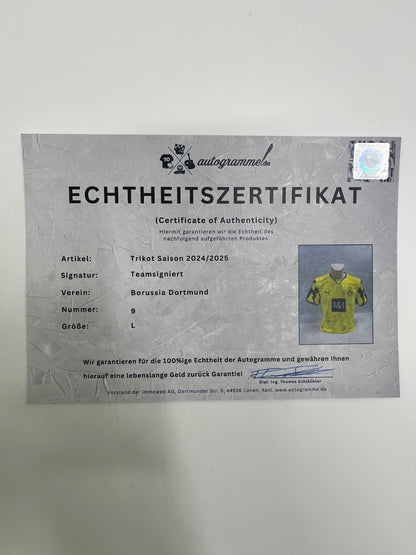 10
autogramme.de
ECHTHEITSZERTIFIKAT
(Certificate of Authenticity)
Hiermit garantieren wir die Echtheit des
nachfolgend aufgeführten Produktes:
Artikel: Trikot Saison 2024/2025
Signatur: Teamsigniert
Verein: Borussia Dortmund
Nummer: 9
Größe: L
1&1
Wir garantieren für die 100%ige Echtheit der Autogramme und gewähren Ihnen
hierauf eine lebenslange Geld zurück Garantie!
Dipl. Ing. Thomas Schlächter
Vorstand der immoweb AG, Dortmunder Str. 5, 44536 Lünen, Abtl. www.autogramme.de